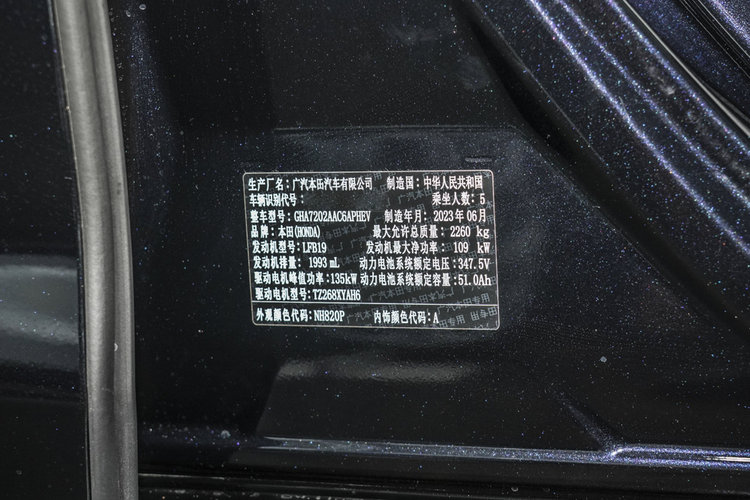 生产厂名：广汽本田汽车有限公司 制造国：中华人民共和国
车辆识别代号： 乘坐人数：5
整车型号：GHA7202AAC6APHEV 制造年月：2023年06月
品牌：本田(HONDA) 最大允许总质量：2260 kg
发动机型号：LFB19 发动机最大净功率：109 kW
发动机排量：1993 mL 动力电池系统额定电压：347.5V
驱动电机峰值功率：135kW 动力电池系统额定容量：51.0Ah
驱动电机型号：TZ268XYAH6
外观颜色代码：NH820P 内饰颜色代码：A